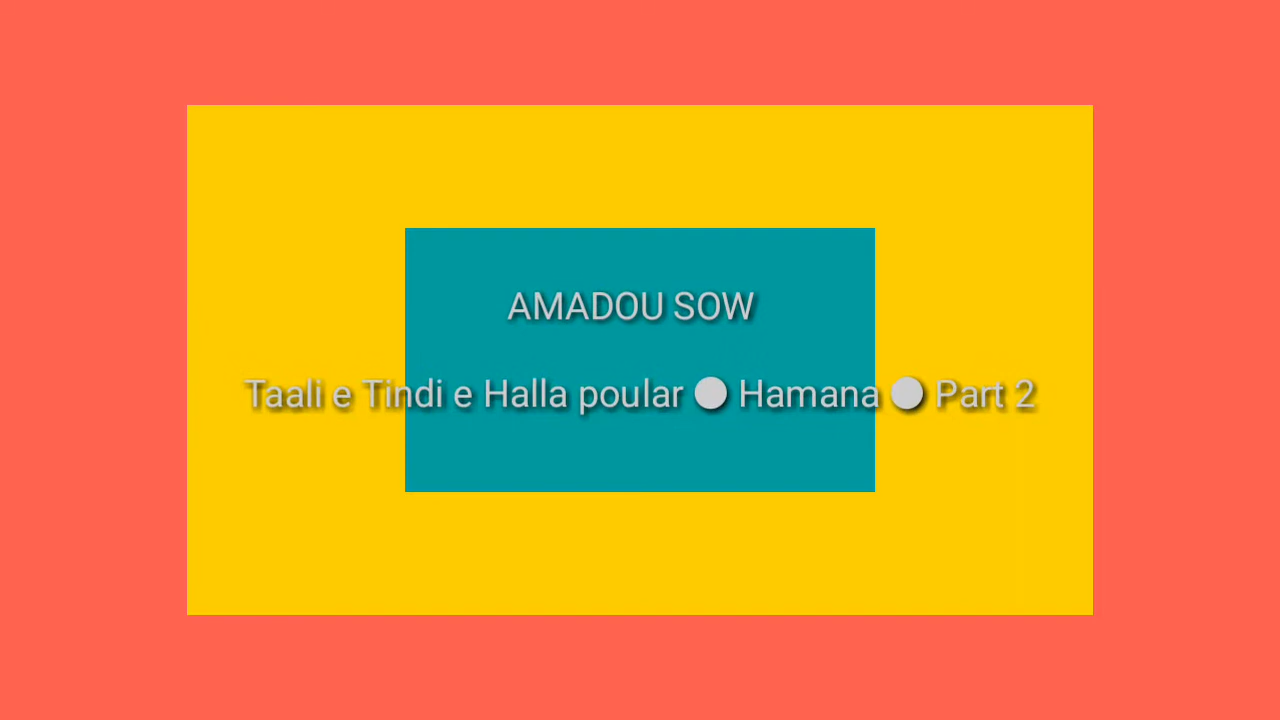 AMADOU SOW
Taali e Tindi e Halla poular ⚪ Hamana ⚪ Part 2